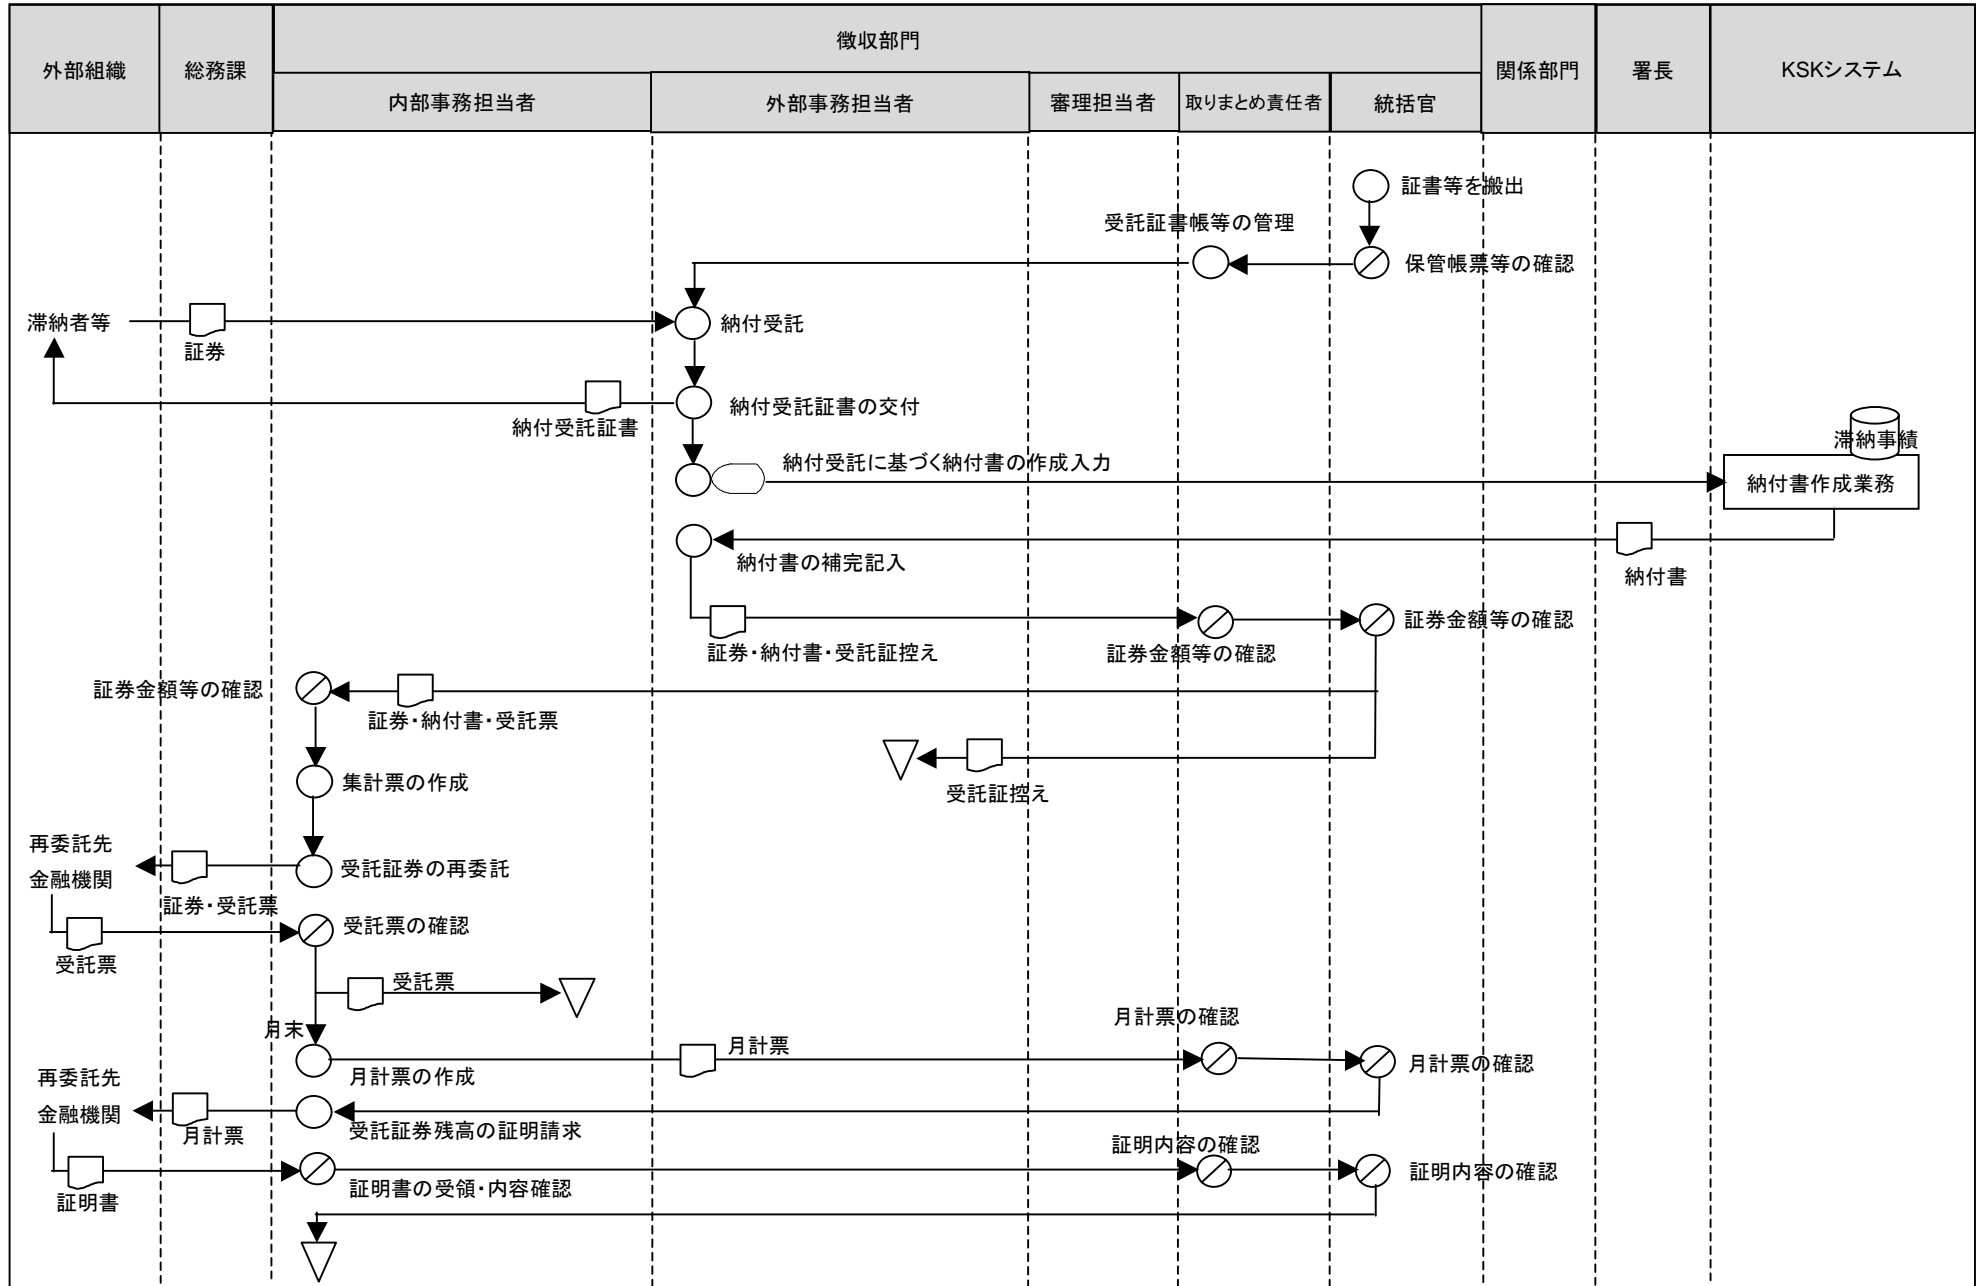 徴収部門
外部組織
総務課
関係部門
署長
KSKシステム
内部事務担当者
外部事務担当者
審理担当者
取りまとめ責任者
統括官
証書等を搬出
受託証書帳等の管理
保管帳票等の確認
滞納者等
納付受託
証券
納付受託証書の交付
納付受託証書
滞納事績
納付受託に基づく納付書の作成入力
納付書作成業務
納付書の補完記入
納付書
証券金額等の確認
証券・納付書・受託証控え
証券金額等の確認
証券金額等の確認
証券・納付書・受託票
集計票の作成
受託証控え
再委託先
金融機関
受託証券の再委託
証券・受託票
受託票の確認
受託票
受託票
月末
月計票の確認
月計票
月計票の作成
月計票の確認
再委託先
金融機関
月計票
受託証券残高の証明請求
証明内容の確認
証明書の受領・内容確認
証明内容の確認
証明書